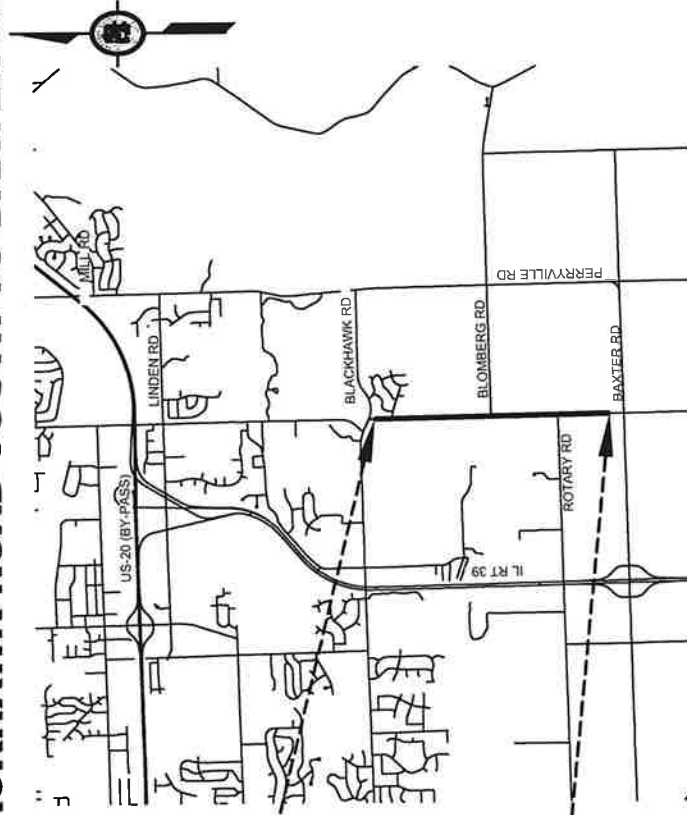 MILL RD
LINDEN RD
BLACKHAWK RD
BLOMBERG RD
PERRYVILLE RD
BAXTER RD
US-20 (BY-PASS)
IL RT 39
ROTARY RD